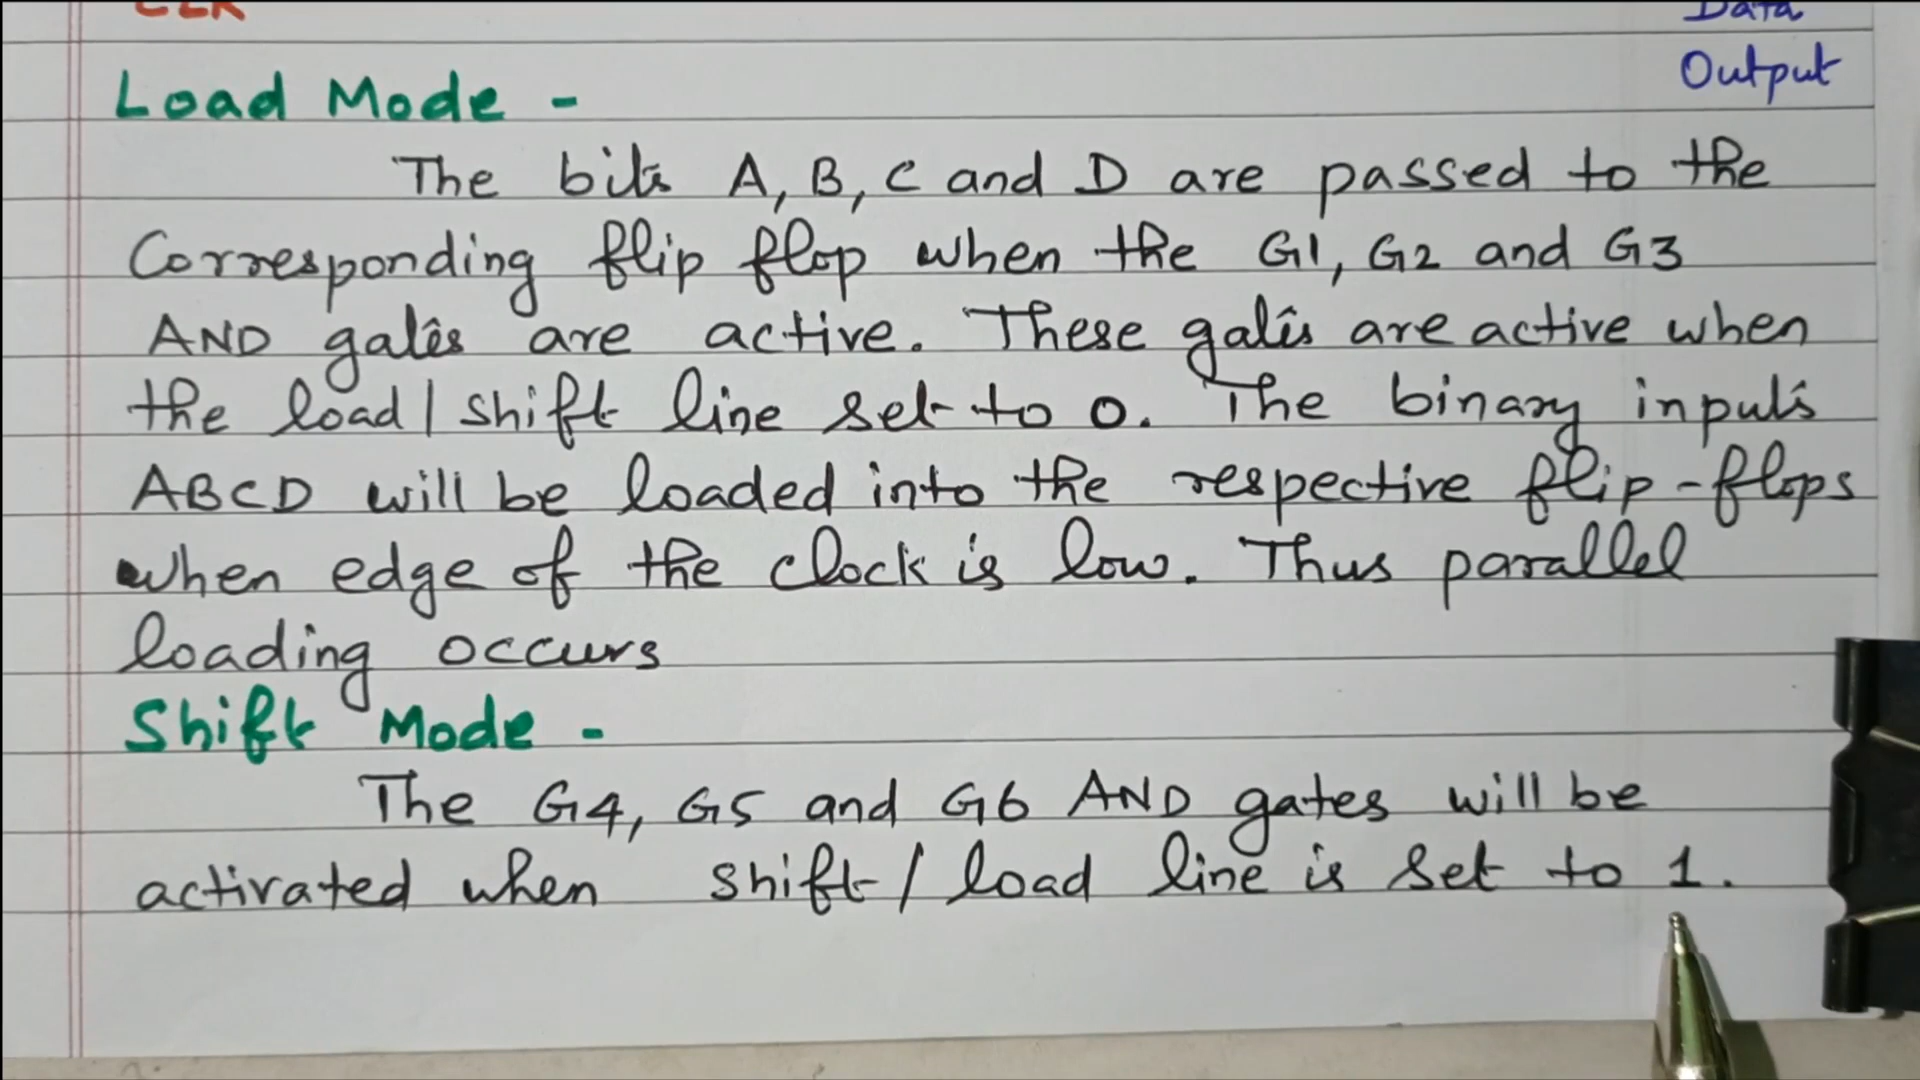 CLR
Data
Output
Load Mode -
The bits A, B, C and D are passed to the
Corresponding flip flop when the G1, G2 and G3
AND gates are active. These gates are active when
the load/shift line set to 0. The binary inputs
ABCD will be loaded into the respective flip-flops
when edge of the clock is low. Thus parallel
loading occurs
Shift Mode -
The G4, G5 and G6 AND gates will be
activated when shift/load line is set to 1.